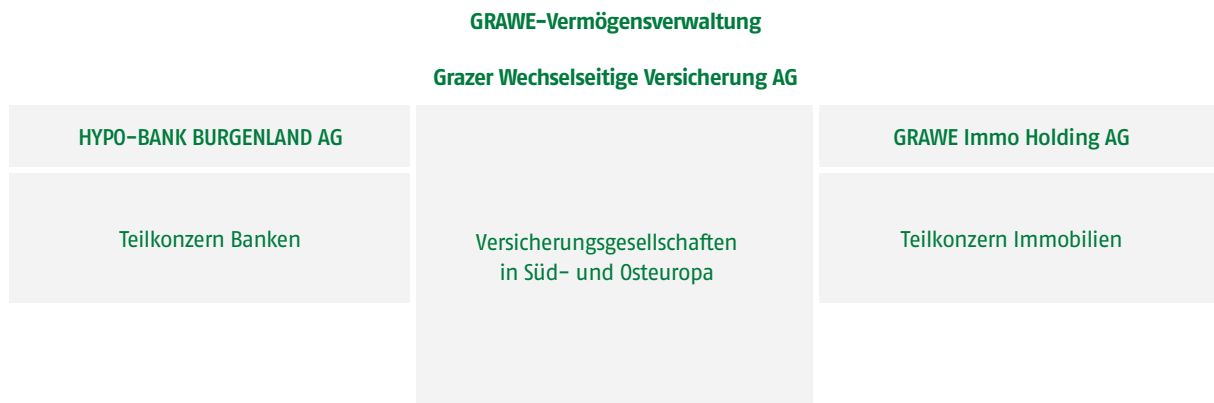 GRAWE-Vermögensverwaltung
Grazer Wechselseitige Versicherung AG
HYPO-BANK BURGENLAND AG
Teilkonzern Banken
Versicherungsgesellschaften
in Süd- und Osteuropa
GRAWE Immo Holding AG
Teilkonzern Immobilien